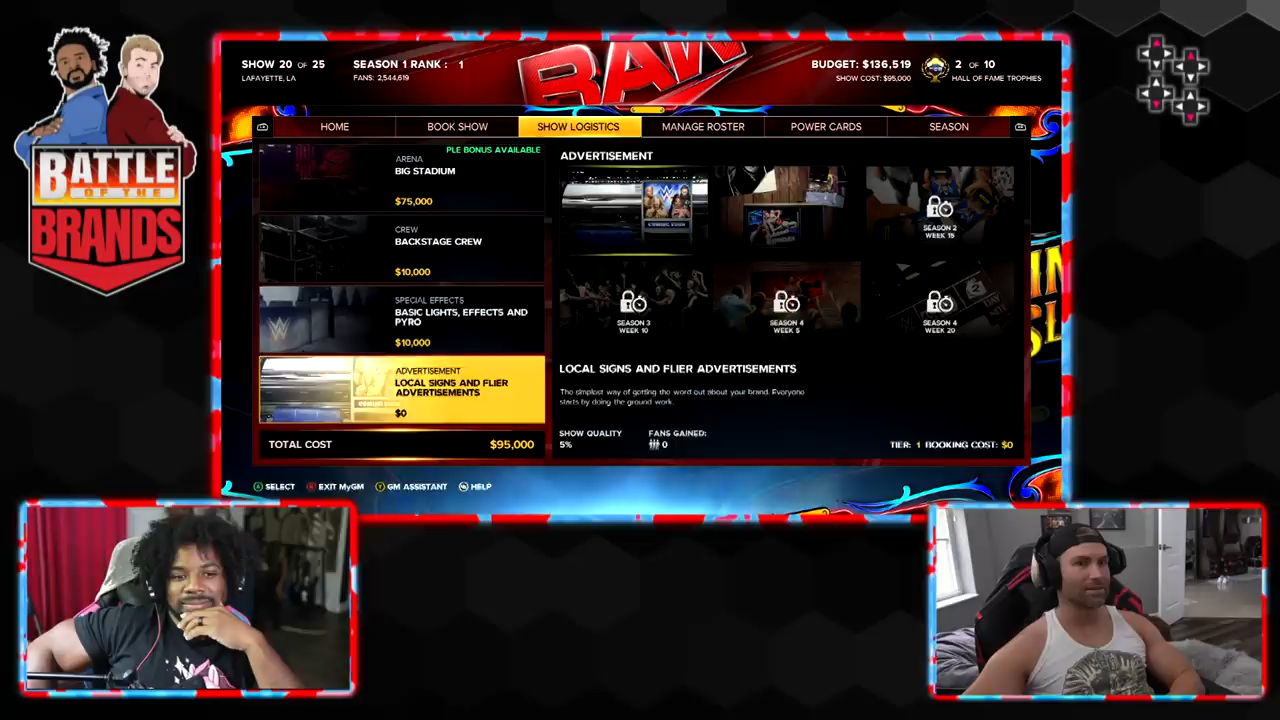 SHOW 20 OF 25
LAFAYETTE, LA
SEASON 1 RANK : 1
FANS: 2,544,619
RAW
BUDGET: $136,519
SHOW COST: $95,000
2 OF 10
HALL OF FAME TROPHIES
HOME
BOOK SHOW
SHOW LOGISTICS
MANAGE ROSTER
POWER CARDS
SEASON
PLE BONUS AVAILABLE
ARENA
BIG STADIUM
$75,000
CREW
BACKSTAGE CREW
$10,000
SPECIAL EFFECTS
BASIC LIGHTS, EFFECTS AND
PYRO
$10,000
ADVERTISEMENT
LOCAL SIGNS AND FLIER
ADVERTISEMENTS
$0
TOTAL COST
$95,000
ADVERTISEMENT
SEASON 2
WEEK 15
SEASON 3
WEEK 10
SEASON 4
WEEK 5
SEASON 4
WEEK 20
LOCAL SIGNS AND FLIER ADVERTISEMENTS
The simplest way of getting the word out about your brand. Everyone
starts by doing the ground work.
SHOW QUALITY
5%
FANS GAINED:
0
TIER: 1 BOOKING COST: $0
A SELECT
B EXIT MyGM
Y GM ASSISTANT
HELP
BATTLE
OF THE
BRANDS